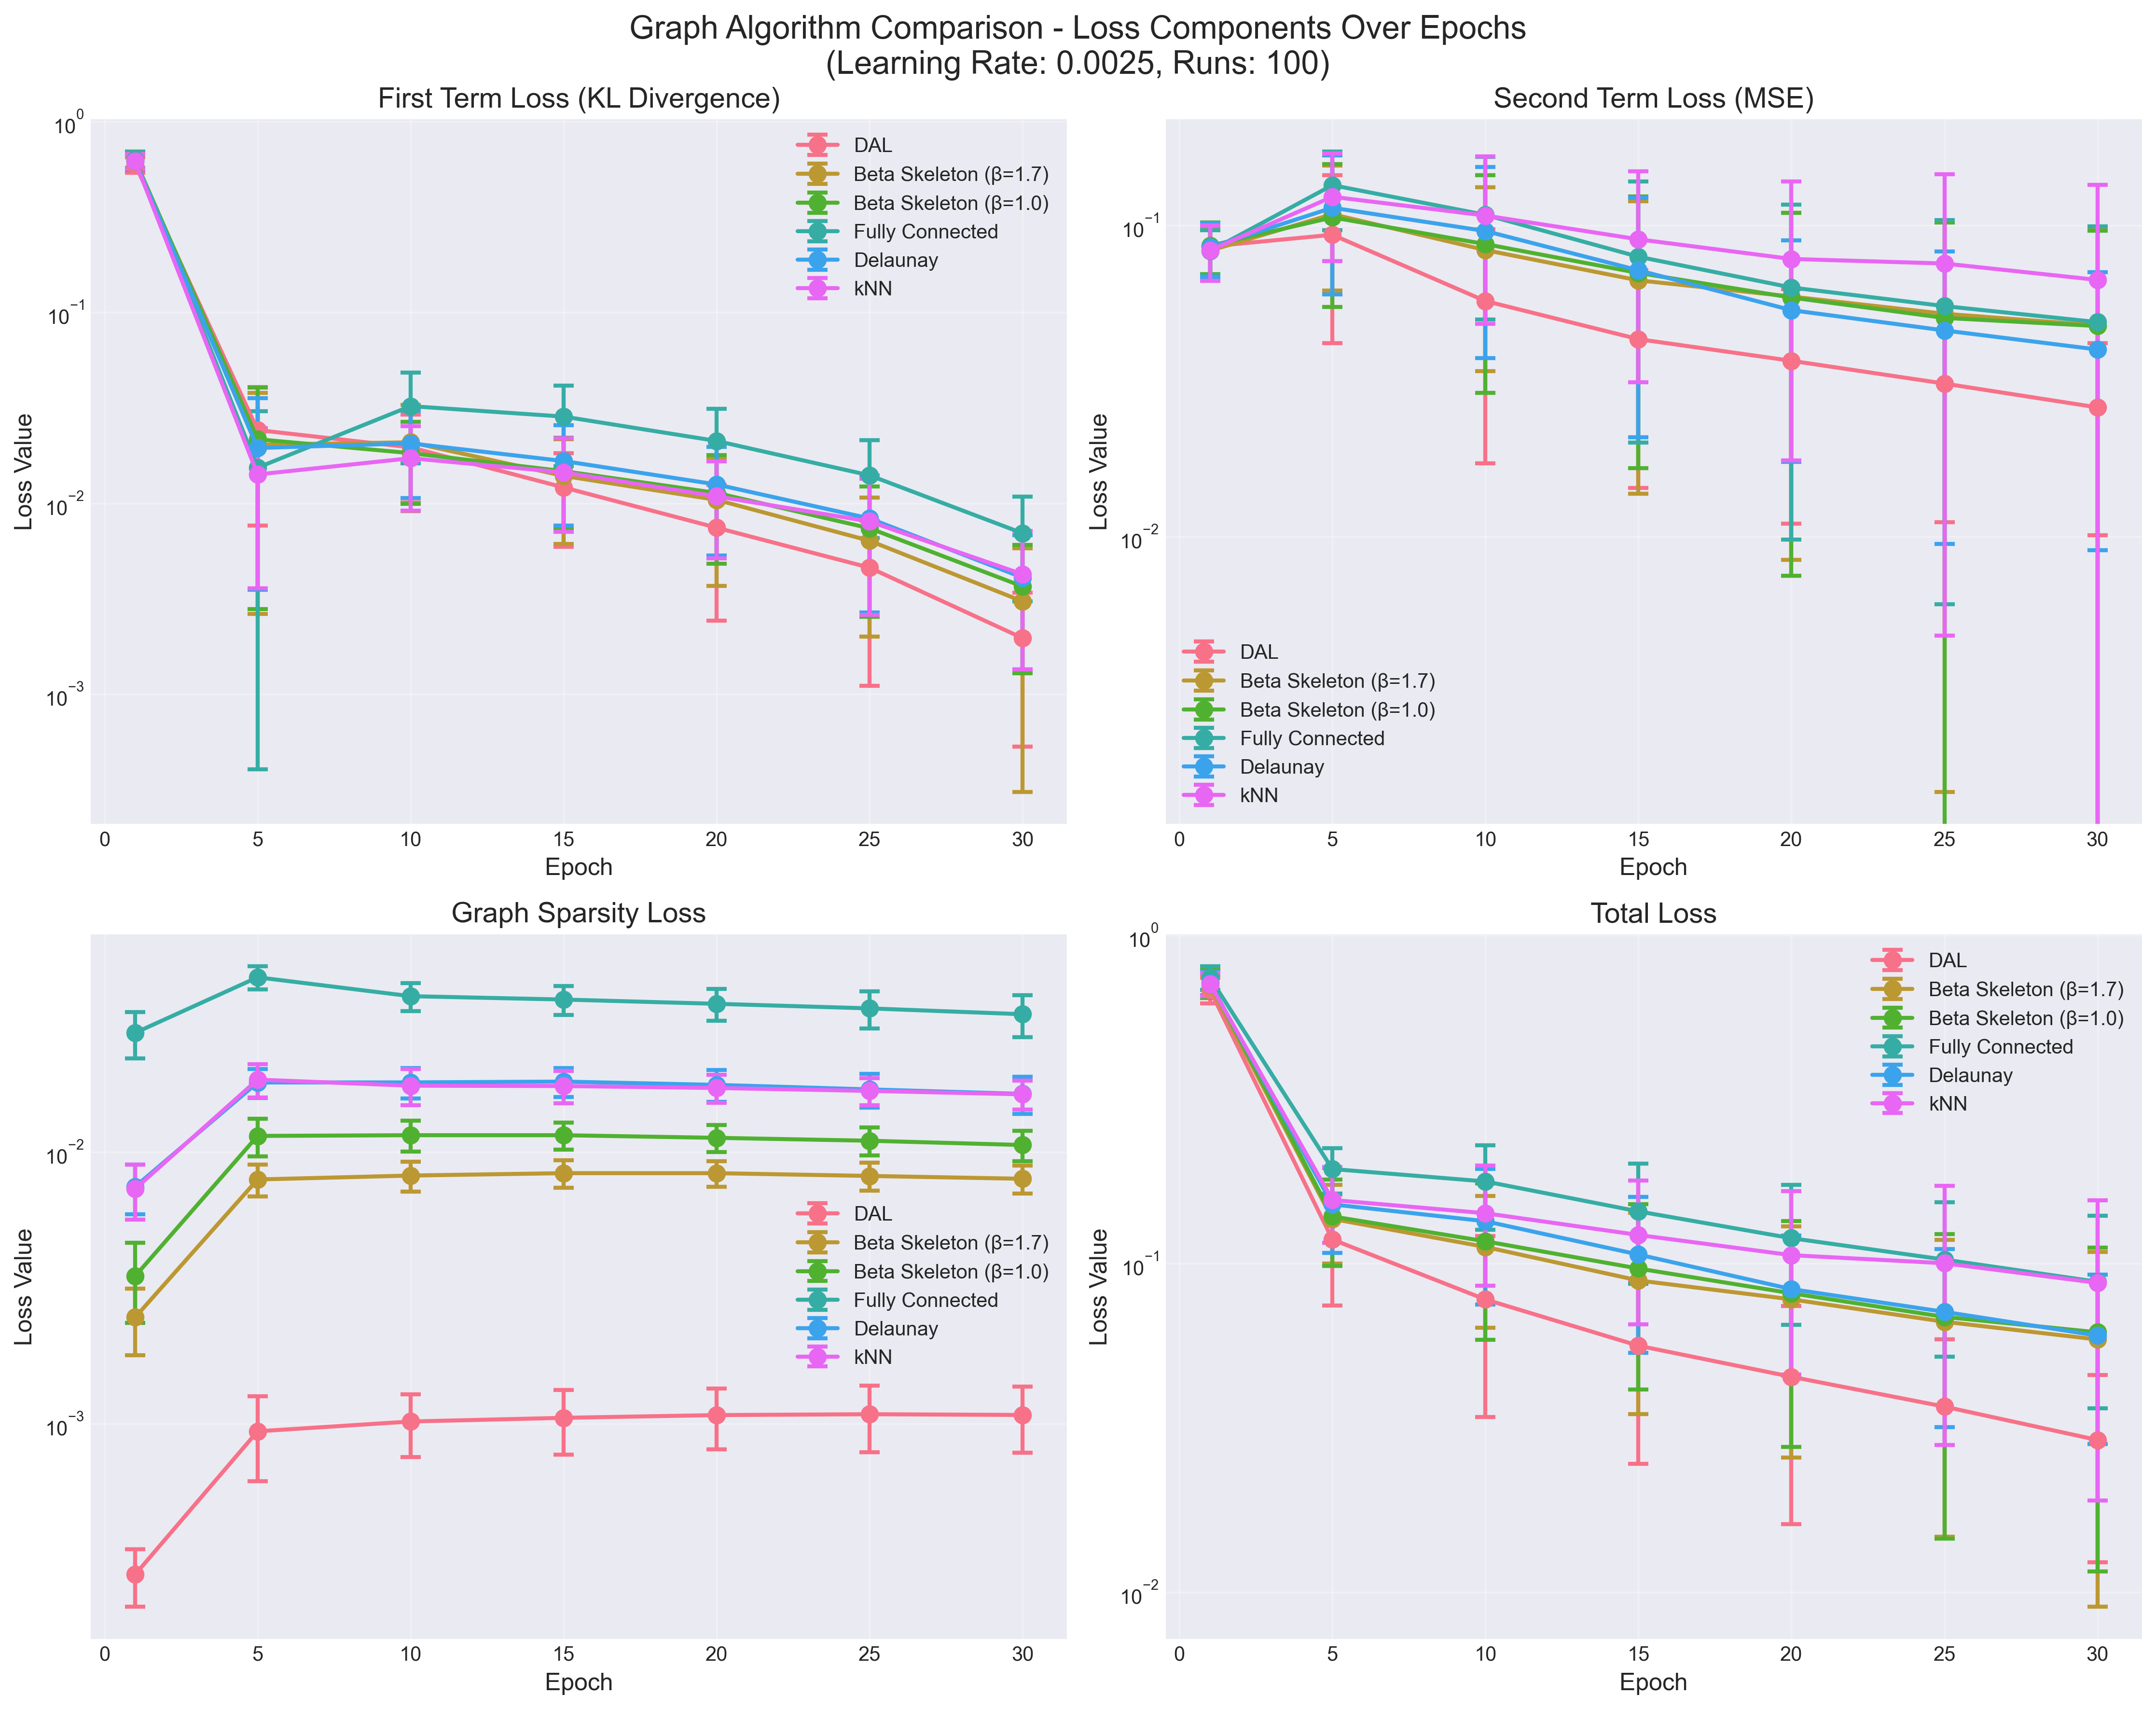 Graph Algorithm Comparison - Loss Components Over Epochs
(Learning Rate: 0.0025, Runs: 100)
First Term Loss (KL Divergence)
Loss Value
10⁰
10⁻¹
10⁻²
10⁻³
DAL
Beta Skeleton (β=1.7)
Beta Skeleton (β=1.0)
Fully Connected
Delaunay
kNN
0 5 10 15 20 25 30
Epoch
Second Term Loss (MSE)
Loss Value
10⁻¹
10⁻²
DAL
Beta Skeleton (β=1.7)
Beta Skeleton (β=1.0)
Fully Connected
Delaunay
kNN
0 5 10 15 20 25 30
Epoch
Graph Sparsity Loss
Loss Value
10⁻²
10⁻³
DAL
Beta Skeleton (β=1.7)
Beta Skeleton (β=1.0)
Fully Connected
Delaunay
kNN
0 5 10 15 20 25 30
Epoch
Total Loss
Loss Value
10⁰
10⁻¹
10⁻²
DAL
Beta Skeleton (β=1.7)
Beta Skeleton (β=1.0)
Fully Connected
Delaunay
kNN
0 5 10 15 20 25 30
Epoch